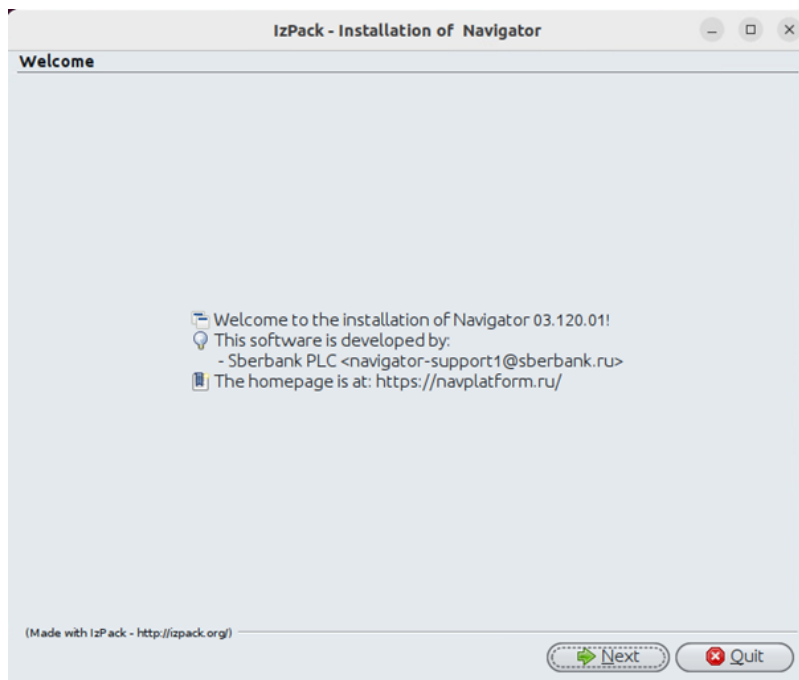 IzPack - Installation of Navigator
Welcome
Welcome to the installation of Navigator 03.120.01!
This software is developed by:
- Sberbank PLC <navigator-support1@sberbank.ru>
The homepage is at: https://navplatform.ru/
(Made with IzPack - http://izpack.org/)
Next
Quit